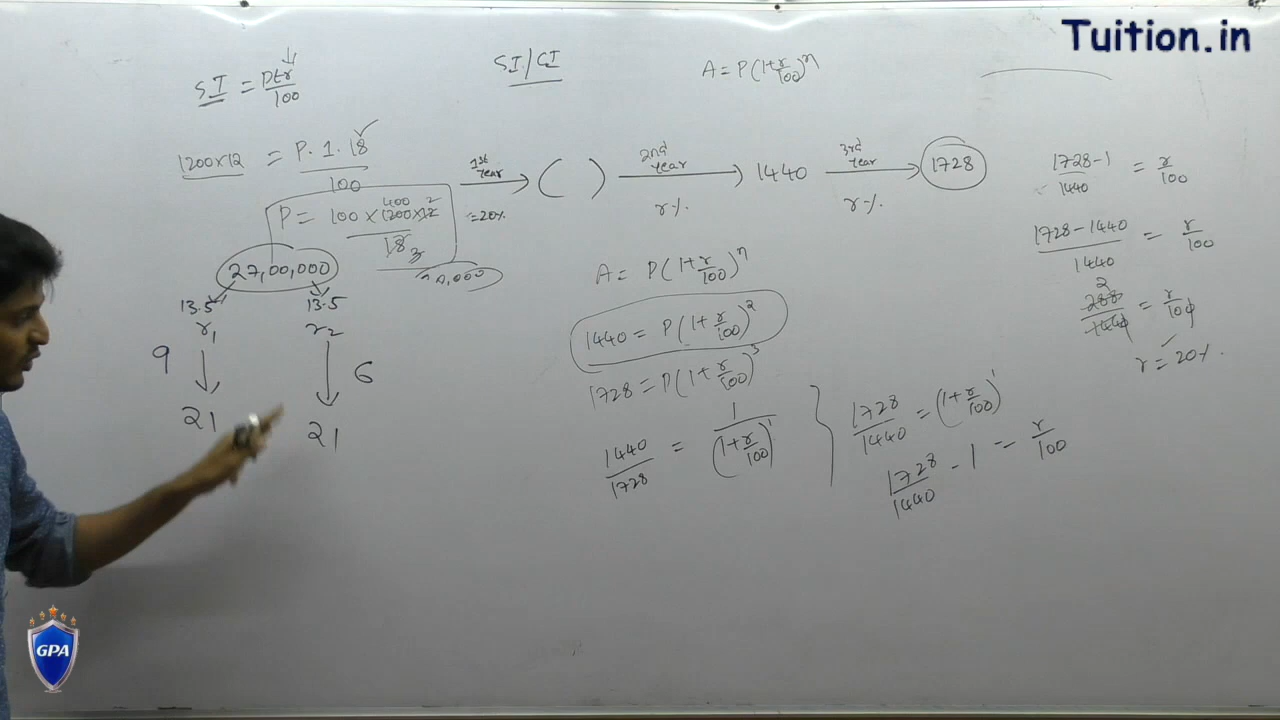 Tuition.in
SI/CI
SI = Ptr/100
A = P(1+r/100)^n
1200×12 = P.1.18/100
P = 100×1200×12/18
400 2
3
27,00,000
13.5 13.5
r1 r2
9 6
21 21
1st year 2nd year 3rd year
( ) 1440 1728
=20% r% r%
A = P(1+r/100)^n
1440 = P(1+r/100)^2
1728 = P(1+r/100)^3
1440/1728 = 1/(1+r/100)^1
1728/1440 = (1+r/100)^1
1728/1440 - 1 = r/100
1728-1/1440 = r/100
1728-1440/1440 = r/100
2
288/1440 = r/100
r = 20%.
GPA